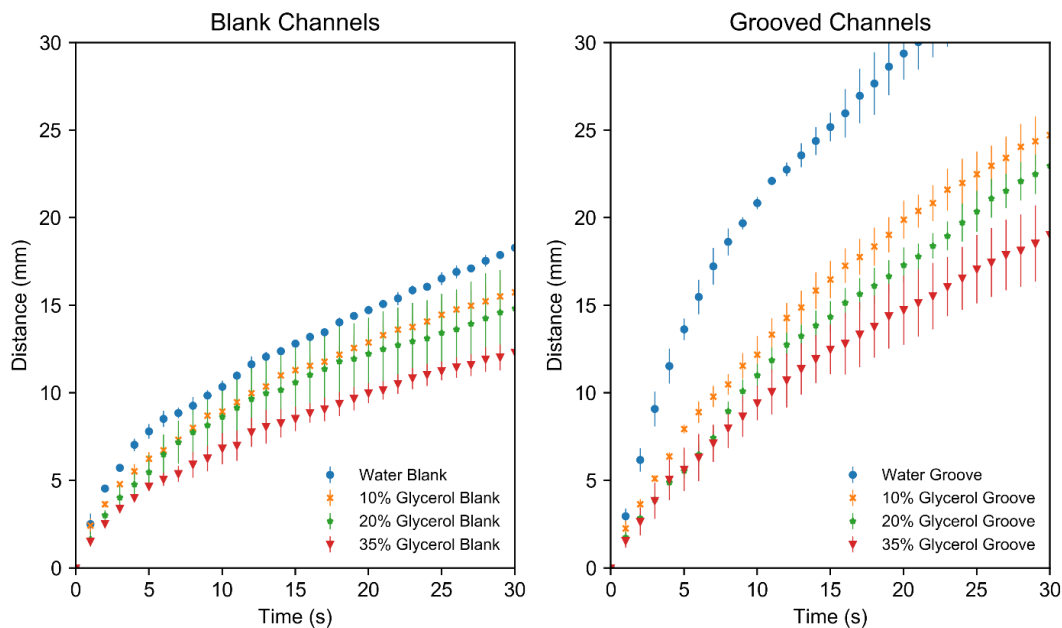 Blank Channels
30
25
20
15
10
5
0
Distance (mm)
0 5 10 15 20 25 30
Time (s)
Water Blank
10% Glycerol Blank
20% Glycerol Blank
35% Glycerol Blank
Grooved Channels
30
25
20
15
10
5
0
Distance (mm)
0 5 10 15 20 25 30
Time (s)
Water Groove
10% Glycerol Groove
20% Glycerol Groove
35% Glycerol Groove